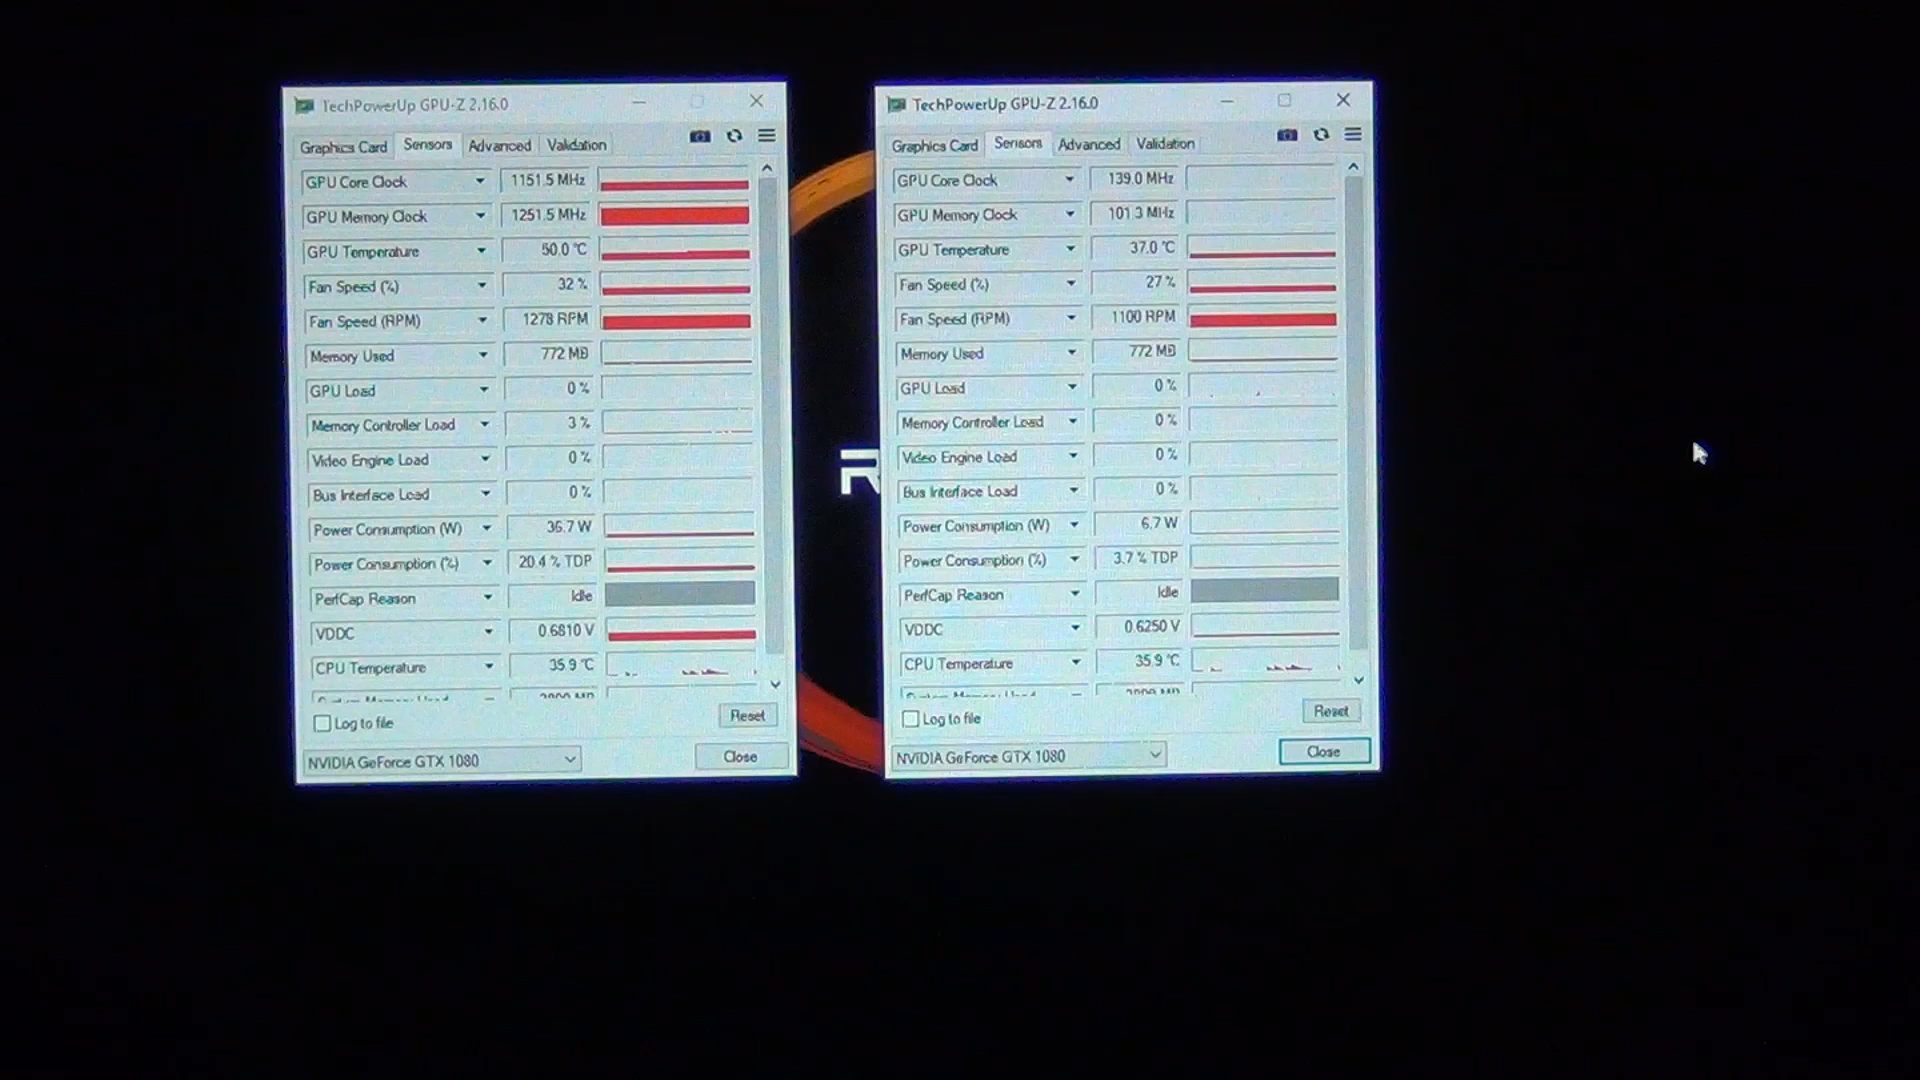 TechPowerUp GPU-Z 2.16.0
Graphics Card Sensors Advanced Validation
GPU Core Clock 1151.5 MHz
GPU Memory Clock 1251.5 MHz
GPU Temperature 50.0 °C
Fan Speed (%) 32 %
Fan Speed (RPM) 1278 RPM
Memory Used 772 MB
GPU Load 0 %
Memory Controller Load 3 %
Video Engine Load 0 %
Bus Interface Load 0 %
Power Consumption (W) 36.7 W
Power Consumption (%) 20.4 % TDP
PerfCap Reason Idle
VDDC 0.6810 V
CPU Temperature 35.9 °C
Log to file Reset
NVIDIA GeForce GTX 1080 Close
R
TechPowerUp GPU-Z 2.16.0
Graphics Card Sensors Advanced Validation
GPU Core Clock 139.0 MHz
GPU Memory Clock 101.3 MHz
GPU Temperature 37.0 °C
Fan Speed (%) 27 %
Fan Speed (RPM) 1100 RPM
Memory Used 772 MB
GPU Load 0 %
Memory Controller Load 0 %
Video Engine Load 0 %
Bus Interface Load 0 %
Power Consumption (W) 6.7 W
Power Consumption (%) 3.7 % TDP
PerfCap Reason Idle
VDDC 0.6250 V
CPU Temperature 35.9 °C
Log to file Reset
NVIDIA GeForce GTX 1080 Close